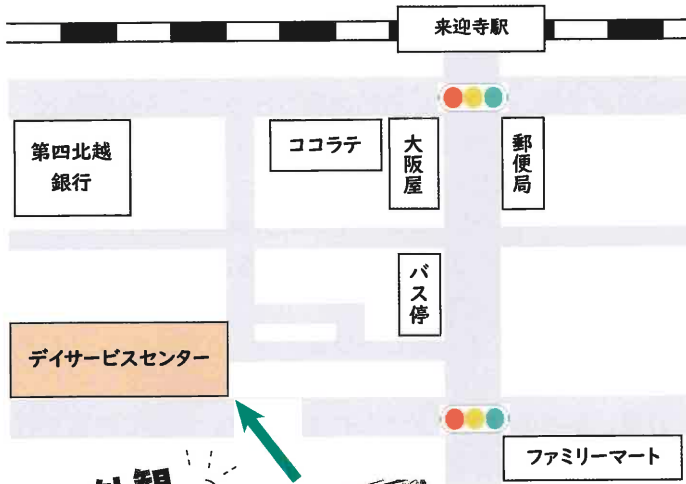 来迎寺駅
第四北越
銀行
ココラテ
大阪屋
郵便局
バス停
デイサービスセンター
ファミリーマート
外観